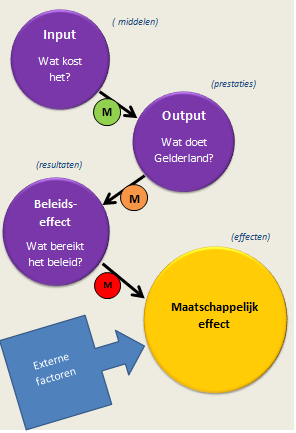 ( middelen)
Input
Wat kost
het?
M
(prestaties)
Output
Wat doet
Gelderland?
(resultaten)
M
Beleids-
effect
Wat bereikt
het beleid?
(effecten)
M
Maatschappelijk
effect
Externe
factoren